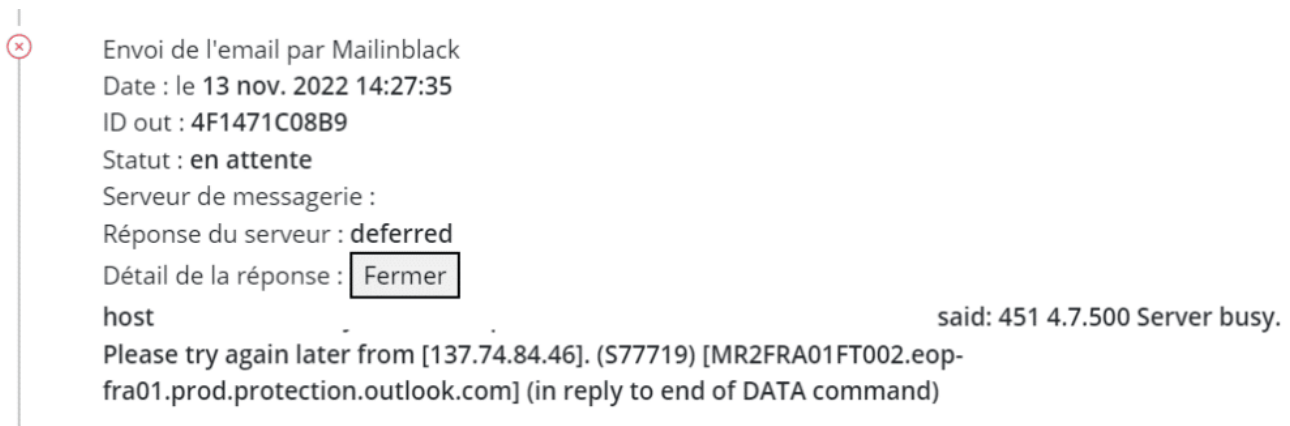 Envoi de l'email par Mailinblack
Date : le 13 nov. 2022 14:27:35
ID out : 4F1471C08B9
Statut : en attente
Serveur de messagerie :
Réponse du serveur : deferred
Détail de la réponse : Fermer
host said: 451 4.7.500 Server busy.
Please try again later from [137.74.84.46]. (S77719) [MR2FRA01FT002.eop-
fra01.prod.protection.outlook.com] (in reply to end of DATA command)